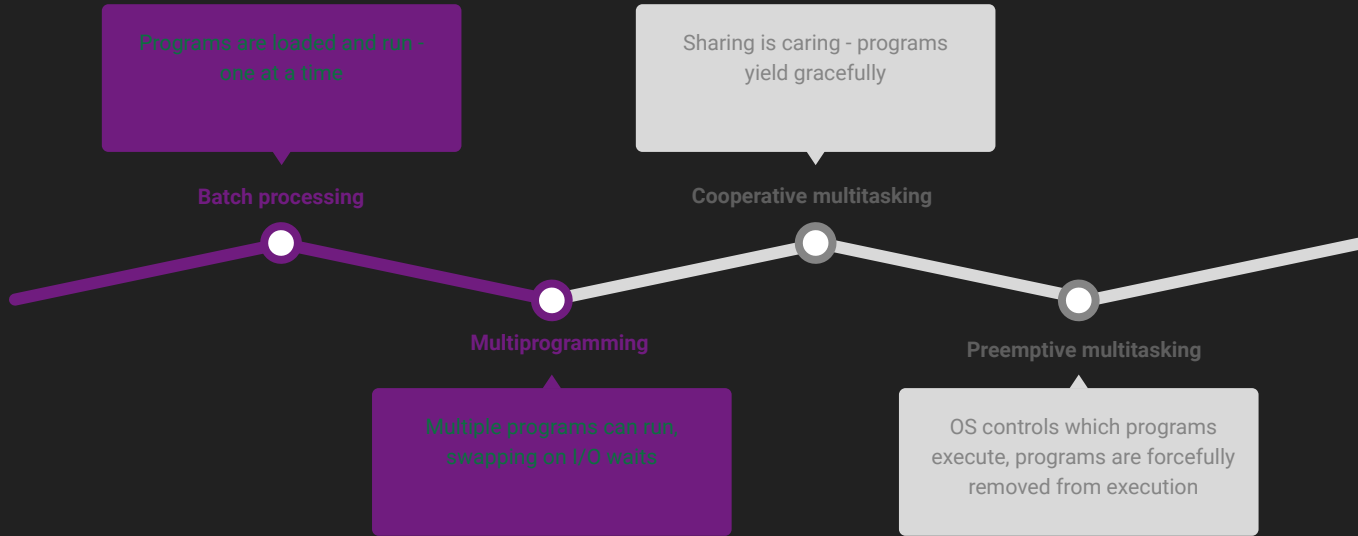 Programs are loaded and run -
one at a time
Batch processing
Multiprogramming
Multiple programs can run,
swapping on I/O waits
Sharing is caring - programs
yield gracefully
Cooperative multitasking
Preemptive multitasking
OS controls which programs
execute, programs are forcefully
removed from execution